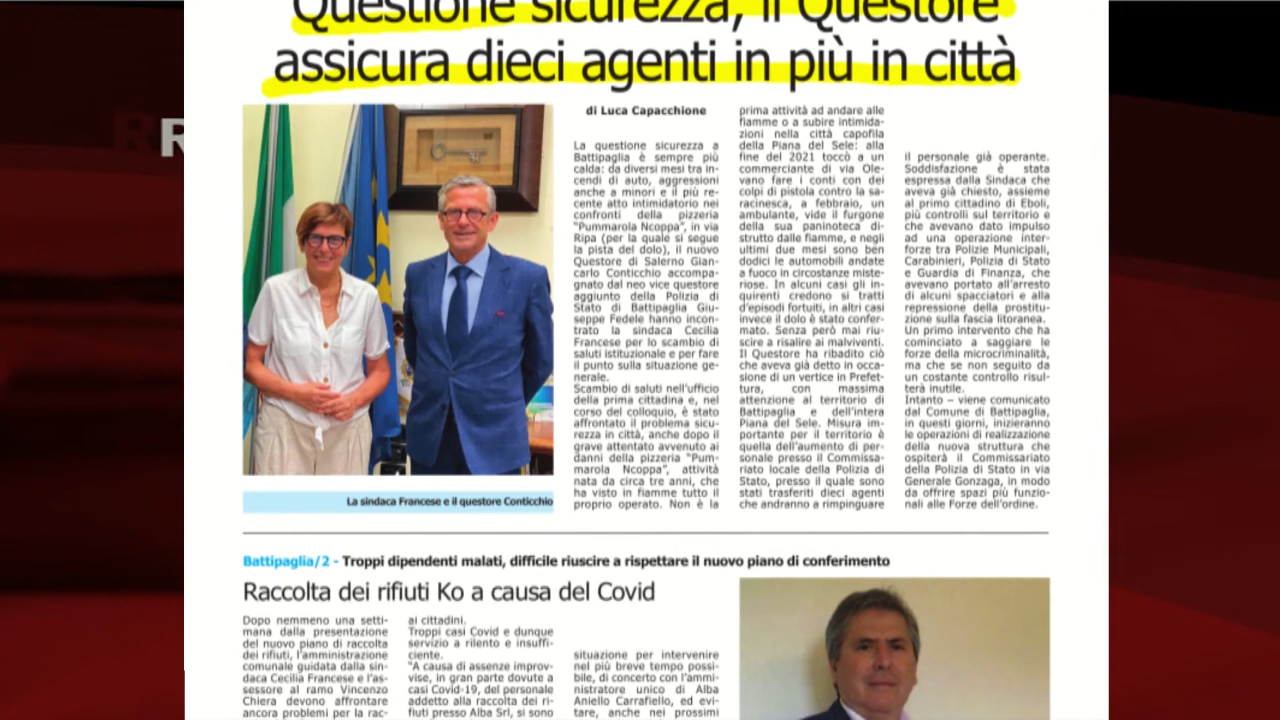 Questione sicurezza, il Questore
assicura dieci agenti in più in città
di Luca Capacchione
La questione sicurezza a
Battipaglia è sempre più
calda: da diversi mesi tra in-
cendi di auto, aggressioni
anche a minori e il più re-
cente atto intimidatorio nei
confronti della pizzeria
"Pummarola Ncoppa", in via
Ripa (per la quale si segue
la pista del dolo), il nuovo
Questore di Salerno Gian-
carlo Conticchio accompa-
gnato dal neo vice questore
aggiunto della Polizia di
Stato di Battipaglia Giu-
seppe Fedele hanno incon-
trato la sindaca Cecilia
Francese per lo scambio di
saluti istituzionale e per fare
il punto sulla situazione ge-
nerale.
Scambio di saluti nell'ufficio
della prima cittadina e, nel
corso del colloquio, è stato
affrontato il problema sicu-
rezza in città, anche dopo il
grave attentato avvenuto ai
danni della pizzeria "Pum-
marola Ncoppa", attività
nata da circa tre anni, che
ha visto in fiamme tutto il
proprio operato. Non è la
prima attività ad andare alle
fiamme o a subire intimida-
zioni nella città capofila
della Piana del Sele: alla
fine del 2021 toccò a un
commerciante di via Ole-
vano fare i conti con dei
colpi di pistola contro la sa-
racinesca, a febbraio, un
ambulante, vide il furgone
della sua paninoteca di-
strutto dalle fiamme, e negli
ultimi due mesi sono ben
dodici le automobili andate
a fuoco in circostanze miste-
riose. In alcuni casi gli in-
quirenti credono si tratti
d'episodi fortuiti, in altri casi
invece il dolo è stato confer-
mato. Senza però mai riu-
scire a risalire ai malviventi.
Il Questore ha ribadito ciò
che aveva già detto in occa-
sione di un vertice in Prefet-
tura, con massima
attenzione al territorio di
Battipaglia e dell'intera
Piana del Sele. Misura im-
portante per il territorio è
quella dell'aumento di per-
sonale presso il Commissa-
riato locale della Polizia di
Stato, presso il quale sono
stati trasferiti dieci agenti
che andranno a rimpinguare
il personale già operante.
Soddisfazione è stata
espressa dalla Sindaca che
aveva già chiesto, assieme
al primo cittadino di Eboli,
più controlli sul territorio e
che avevano dato impulso
ad una operazione inter-
forze tra Polizie Municipali,
Carabinieri, Polizia di Stato
e Guardia di Finanza, che
avevano portato all'arresto
di alcuni spacciatori e alla
repressione della prostitu-
zione sulla fascia litoranea.
Un primo intervento che ha
cominciato a saggiare le
forze della microcriminalità,
ma che se non seguito da
un costante controllo risul-
terà inutile.
Intanto – viene comunicato
dal Comune di Battipaglia,
in questi giorni, inizieranno
le operazioni di realizzazione
della nuova struttura che
ospiterà il Commissariato
della Polizia di Stato in via
Generale Gonzaga, in modo
da offrire spazi più funzio-
nali alle Forze dell'ordine.
La sindaca Francese e il questore Conticchio
Battipaglia/2 - Troppi dipendenti malati, difficile riuscire a rispettare il nuovo piano di conferimento
Raccolta dei rifiuti Ko a causa del Covid
Dopo nemmeno una setti-
mana dalla presentazione
del nuovo piano di raccolta
dei rifiuti, l'amministrazione
comunale guidata dalla sin-
daca Cecilia Francese e l'as-
sessore al ramo Vincenzo
Chiera devono affrontare
ancora problemi per la rac-
ai cittadini.
Troppi casi Covid e dunque
servizio a rilento e insuffi-
ciente.
"A causa di assenze improv-
vise, in gran parte dovute a
casi Covid-19, del personale
addetto alla raccolta dei ri-
fiuti presso Alba Srl, si sono
situazione per intervenire
nel più breve tempo possi-
bile, di concerto con l'ammi-
nistratore unico di Alba
Aniello Carrafiello, ed evi-
tare, anche nei prossimi